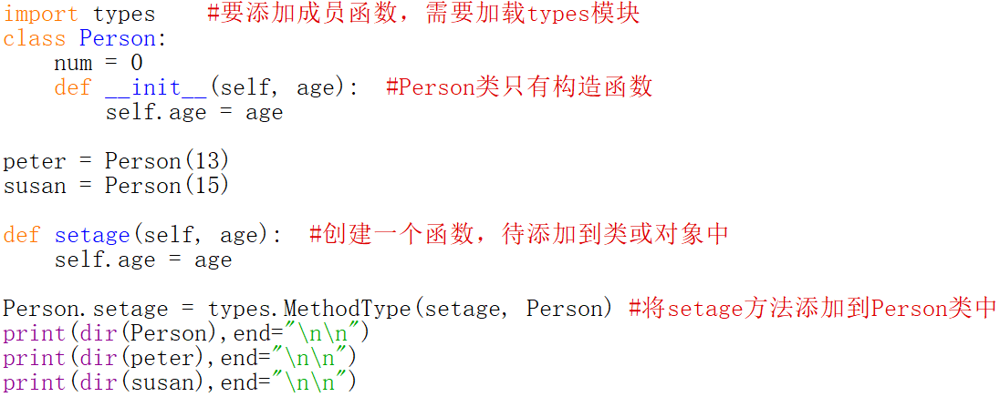 import types    #要添加成员函数，需要加载types模块
class Person:
    num = 0
    def __init__(self, age):  #Person类只有构造函数
        self.age = age

peter = Person(13)
susan = Person(15)

def setage(self, age):  #创建一个函数，待添加到类或对象中
    self.age = age

Person.setage = types.MethodType(setage, Person) #将setage方法添加到Person类中
print(dir(Person),end="\n\n")
print(dir(peter),end="\n\n")
print(dir(susan),end="\n\n")